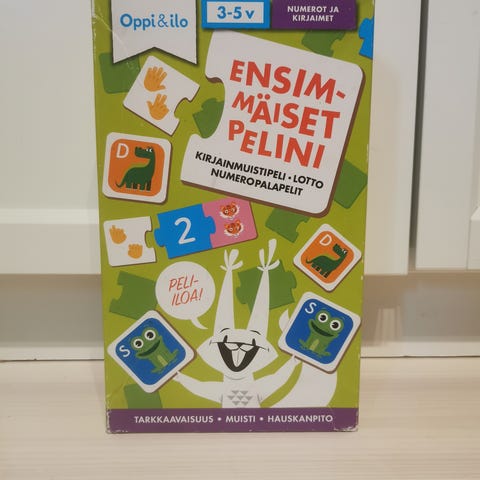 Oppi&ilo
3-5 v
NUMEROT JA
KIRJAIMET
ENSIM-
MÄISET
PELINI
KIRJAINMUISTIPELI • LOTTO
NUMEROPALAPELIT
D
2
D
PELI-
ILOA!
S
S
TARKKAAVAISUUS • MUISTI • HAUSKANPITO